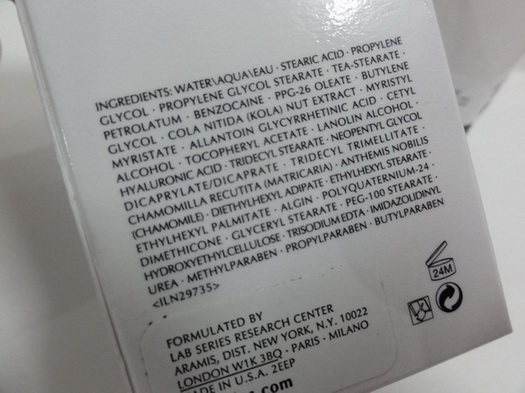 INGREDIENTS: WATER\AQUA\EAU · STEARIC ACID · PROPYLENE
GLYCOL · PROPYLENE GLYCOL STEARATE · TEA-STEARATE ·
PETROLATUM · BENZOCAINE · PPG-26 OLEATE · BUTYLENE
GLYCOL · COLA NITIDA (KOLA) NUT EXTRACT · MYRISTYL
MYRISTATE · ALLANTOIN GLYCYRRHETINIC ACID · CETYL
ALCOHOL · TOCOPHERYL ACETATE · LANOLIN ALCOHOL ·
HYALURONIC ACID · TRIDECYL STEARATE · NEOPENTYL GLYCOL
DICAPRYLATE/DICAPRATE · TRIDECYL TRIMELLITATE ·
CHAMOMILLA RECUTITA (MATRICARIA) · ANTHEMIS NOBILIS
(CHAMOMILE) · DIETHYLHEXYL ADIPATE · ETHYLHEXYL STEARATE ·
ETHYLHEXYL PALMITATE · ALGIN · POLYQUATERNIUM-24 ·
DIMETHICONE · GLYCERYL STEARATE · PEG-100 STEARATE ·
HYDROXYETHYLCELLULOSE · TRISODIUM EDTA · IMIDAZOLIDINYL
UREA · METHYLPARABEN · PROPYLPARABEN · BUTYLPARABEN
<ILN29735>
24M
FORMULATED BY
LAB SERIES RESEARCH CENTER
ARAMIS, DIST. NEW YORK, N.Y. 10022
LONDON W1K 3BQ · PARIS · MILANO
MADE IN U.S.A. 2EEP
.com